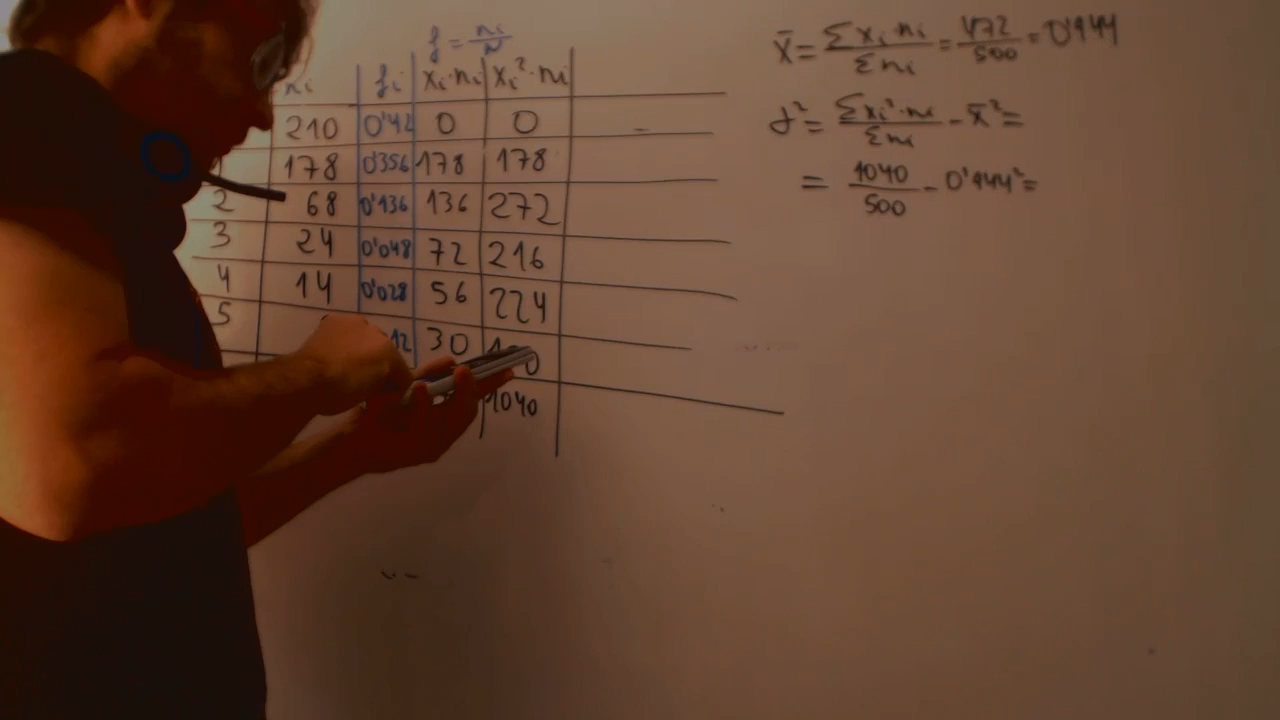 f = ni/N
ni fi xi·ni xi²·ni
0 210 0'42 0 0
178 0'356 178 178
2 68 0'136 136 272
3 24 0'048 72 216
4 14 0'028 56 224
5 12 30
1040
x̄ = Σxi·ni/Σni = 472/500 = 0'944
σ² = Σxi²·ni/Σni - x̄² =
= 1040/500 - 0'944² =